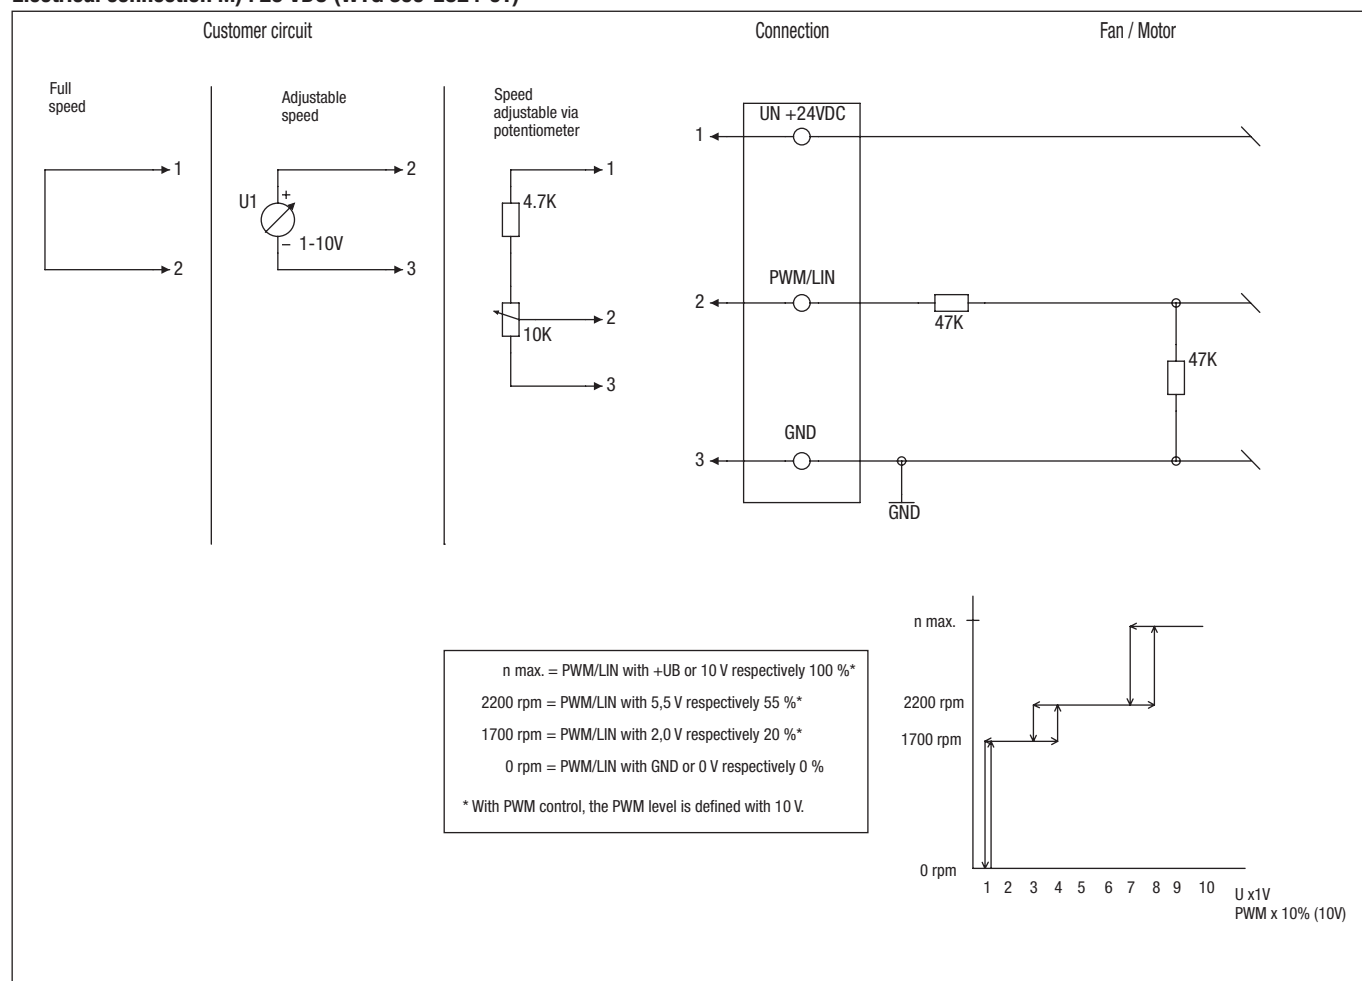 Customer circuit
Connection
Fan / Motor
Full
speed
Adjustable
speed
Speed
adjustable via
potentiometer
1
2
U1
+
– 1-10V
2
3
1
4.7K
2
10K
3
UN +24VDC
1
PWM/LIN
2
47K
47K
GND
3
GND
n max. = PWM/LIN with +UB or 10 V respectively 100 %*
2200 rpm = PWM/LIN with 5,5 V respectively 55 %*
1700 rpm = PWM/LIN with 2,0 V respectively 20 %*
0 rpm = PWM/LIN with GND or 0 V respectively 0 %
* With PWM control, the PWM level is defined with 10 V.
n max.
2200 rpm
1700 rpm
0 rpm
1 2 3 4 5 6 7 8 9 10
U x1V
PWM x 10% (10V)